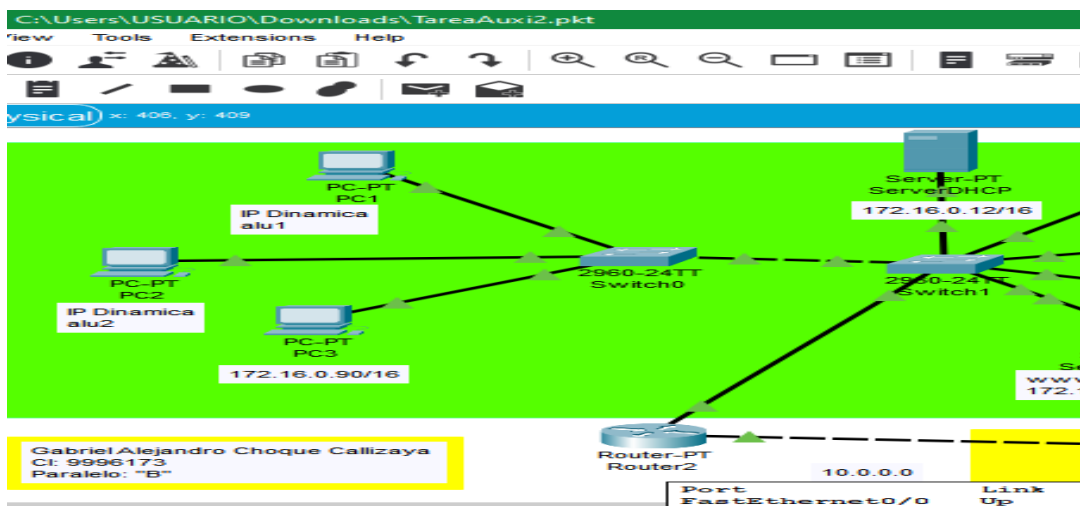 C:\Users\USUARIO\Downloads\TareaAuxi2.pkt
View Tools Extensions Help
x: 406, y: 409
PC-PT
PC1
IP Dinamica
alu1
Server-PT
ServerDHCP
172.16.0.12/16
PC-PT
PC2
IP Dinamica
alu2
2960-24TT
Switch0
2960-24TT
Switch1
PC-PT
PC3
172.16.0.90/16
Router-PT
Router2
10.0.0.0
Gabriel Alejandro Choque Callizaya
CI: 9996173
Paralelo: "B"
Port Link
FastEthernet0/0 Up